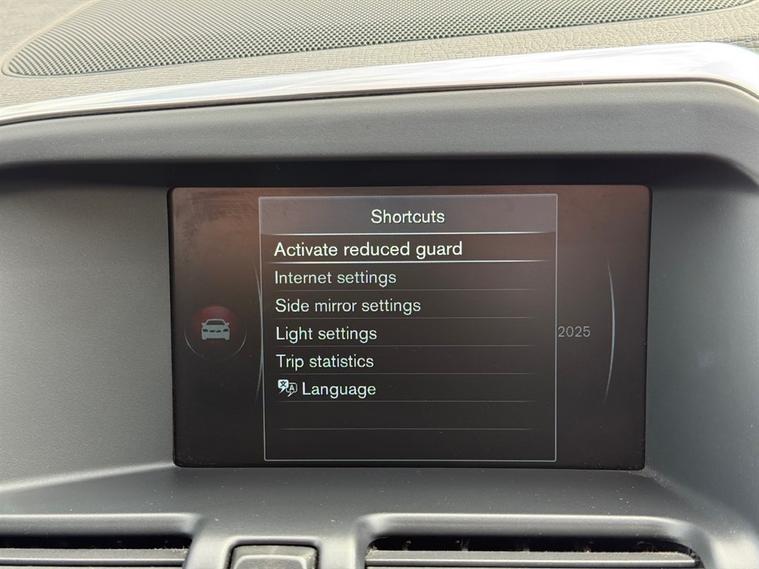 Shortcuts
Activate reduced guard
Internet settings
Side mirror settings
Light settings
2025
Trip statistics
Language